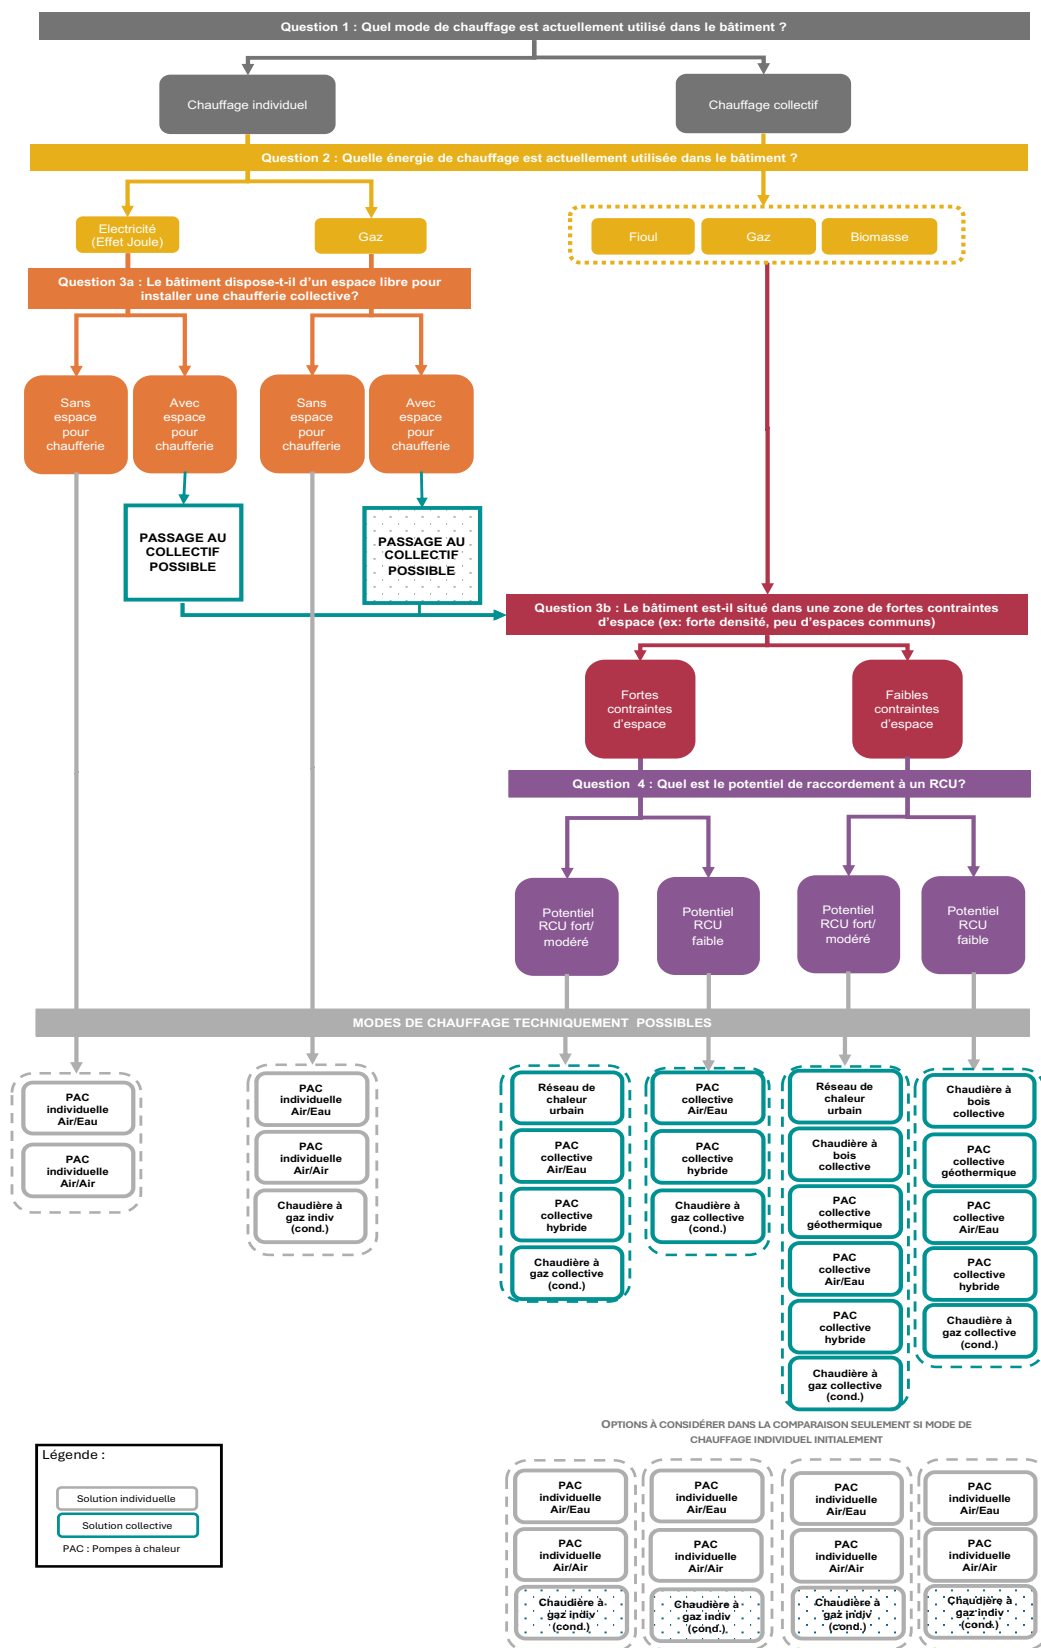 Question 1 : Quel mode de chauffage est actuellement utilisé dans le bâtiment ?
Chauffage individuel
Chauffage collectif
Question 2 : Quelle énergie de chauffage est actuellement utilisée dans le bâtiment ?
Electricité
(Effet Joule)
Gaz
Fioul
Gaz
Biomasse
Question 3a : Le bâtiment dispose-t-il d'un espace libre pour
installer une chaufferie collective?
Sans
espace
pour
chaufferie
Avec
espace
pour
chaufferie
Sans
espace
pour
chaufferie
Avec
espace
pour
chaufferie
PASSAGE AU
COLLECTIF
POSSIBLE
PASSAGE AU
COLLECTIF
POSSIBLE
Question 3b : Le bâtiment est-il situé dans une zone de fortes contraintes
d'espace (ex: forte densité, peu d'espaces communs)
Fortes
contraintes
d'espace
Faibles
contraintes
d'espace
Question 4 : Quel est le potentiel de raccordement à un RCU?
Potentiel
RCU fort/
modéré
Potentiel
RCU
faible
Potentiel
RCU fort/
modéré
Potentiel
RCU
faible
MODES DE CHAUFFAGE TECHNIQUEMENT POSSIBLES
PAC
individuelle
Air/Eau
PAC
individuelle
Air/Air
PAC
individuelle
Air/Eau
PAC
individuelle
Air/Air
Chaudière à
gaz indiv
(cond.)
Réseau de
chaleur
urbain
PAC
collective
Air/Eau
PAC
collective
hybride
Chaudière à
gaz collective
(cond.)
PAC
collective
Air/Eau
PAC
collective
hybride
Chaudière à
gaz collective
(cond.)
Réseau de
chaleur
urbain
Chaudière à
bois
collective
PAC
collective
géothermique
PAC
collective
Air/Eau
PAC
collective
hybride
Chaudière à
gaz collective
(cond.)
Chaudière à
bois
collective
PAC
collective
géothermique
PAC
collective
Air/Eau
PAC
collective
hybride
Chaudière à
gaz collective
(cond.)
OPTIONS À CONSIDÉRER DANS LA COMPARAISON SEULEMENT SI MODE DE
CHAUFFAGE INDIVIDUEL INITIALEMENT
PAC
individuelle
Air/Eau
PAC
individuelle
Air/Air
Chaudière à
gaz indiv
(cond.)
PAC
individuelle
Air/Eau
PAC
individuelle
Air/Air
Chaudière à
gaz indiv
(cond.)
PAC
individuelle
Air/Eau
PAC
individuelle
Air/Air
Chaudière à
gaz indiv
(cond.)
PAC
individuelle
Air/Eau
PAC
individuelle
Air/Air
Chaudière à
gaz indiv
(cond.)
Légende :
Solution individuelle
Solution collective
PAC : Pompes à chaleur